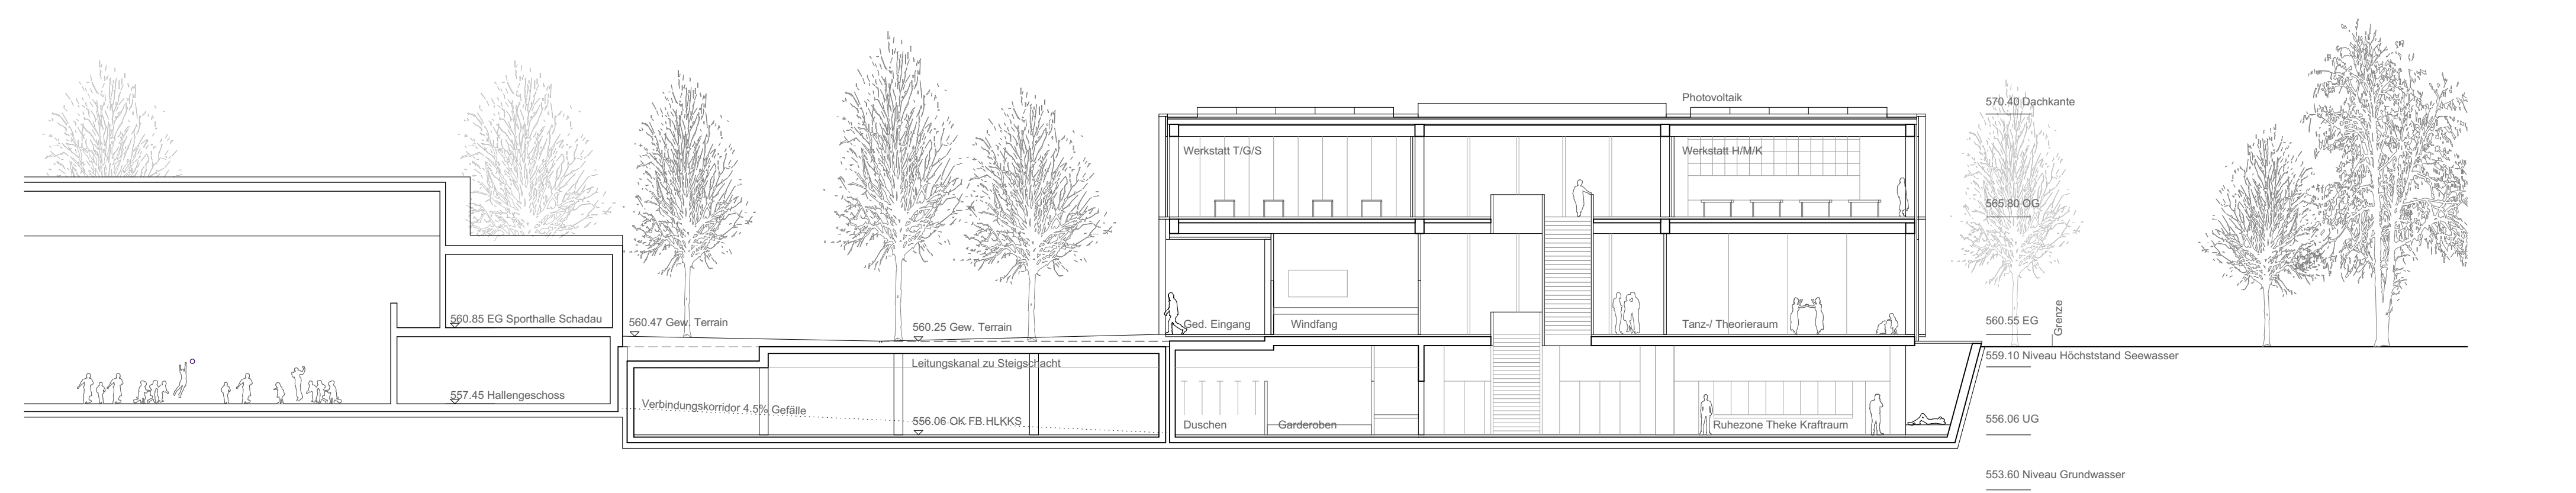 Photovoltaik
570.40 Dachkante
Werkstatt T/G/S
Werkstatt H/M/K
565.80 OG
560.85 EG Sporthalle Schadau
560.47 Gew. Terrain
560.25 Gew. Terrain
Ged. Eingang
Windfang
Tanz-/ Theorieraum
560.55 EG
Grenze
559.10 Niveau Höchststand Seewasser
Leitungskanal zu Steigschacht
557.45 Hallengeschoss
Verbindungskorridor 4.5% Gefälle
556.06 OK FB HLKKS
Duschen
Garderoben
Ruhezone Theke Kraftraum
556.06 UG
553.60 Niveau Grundwasser